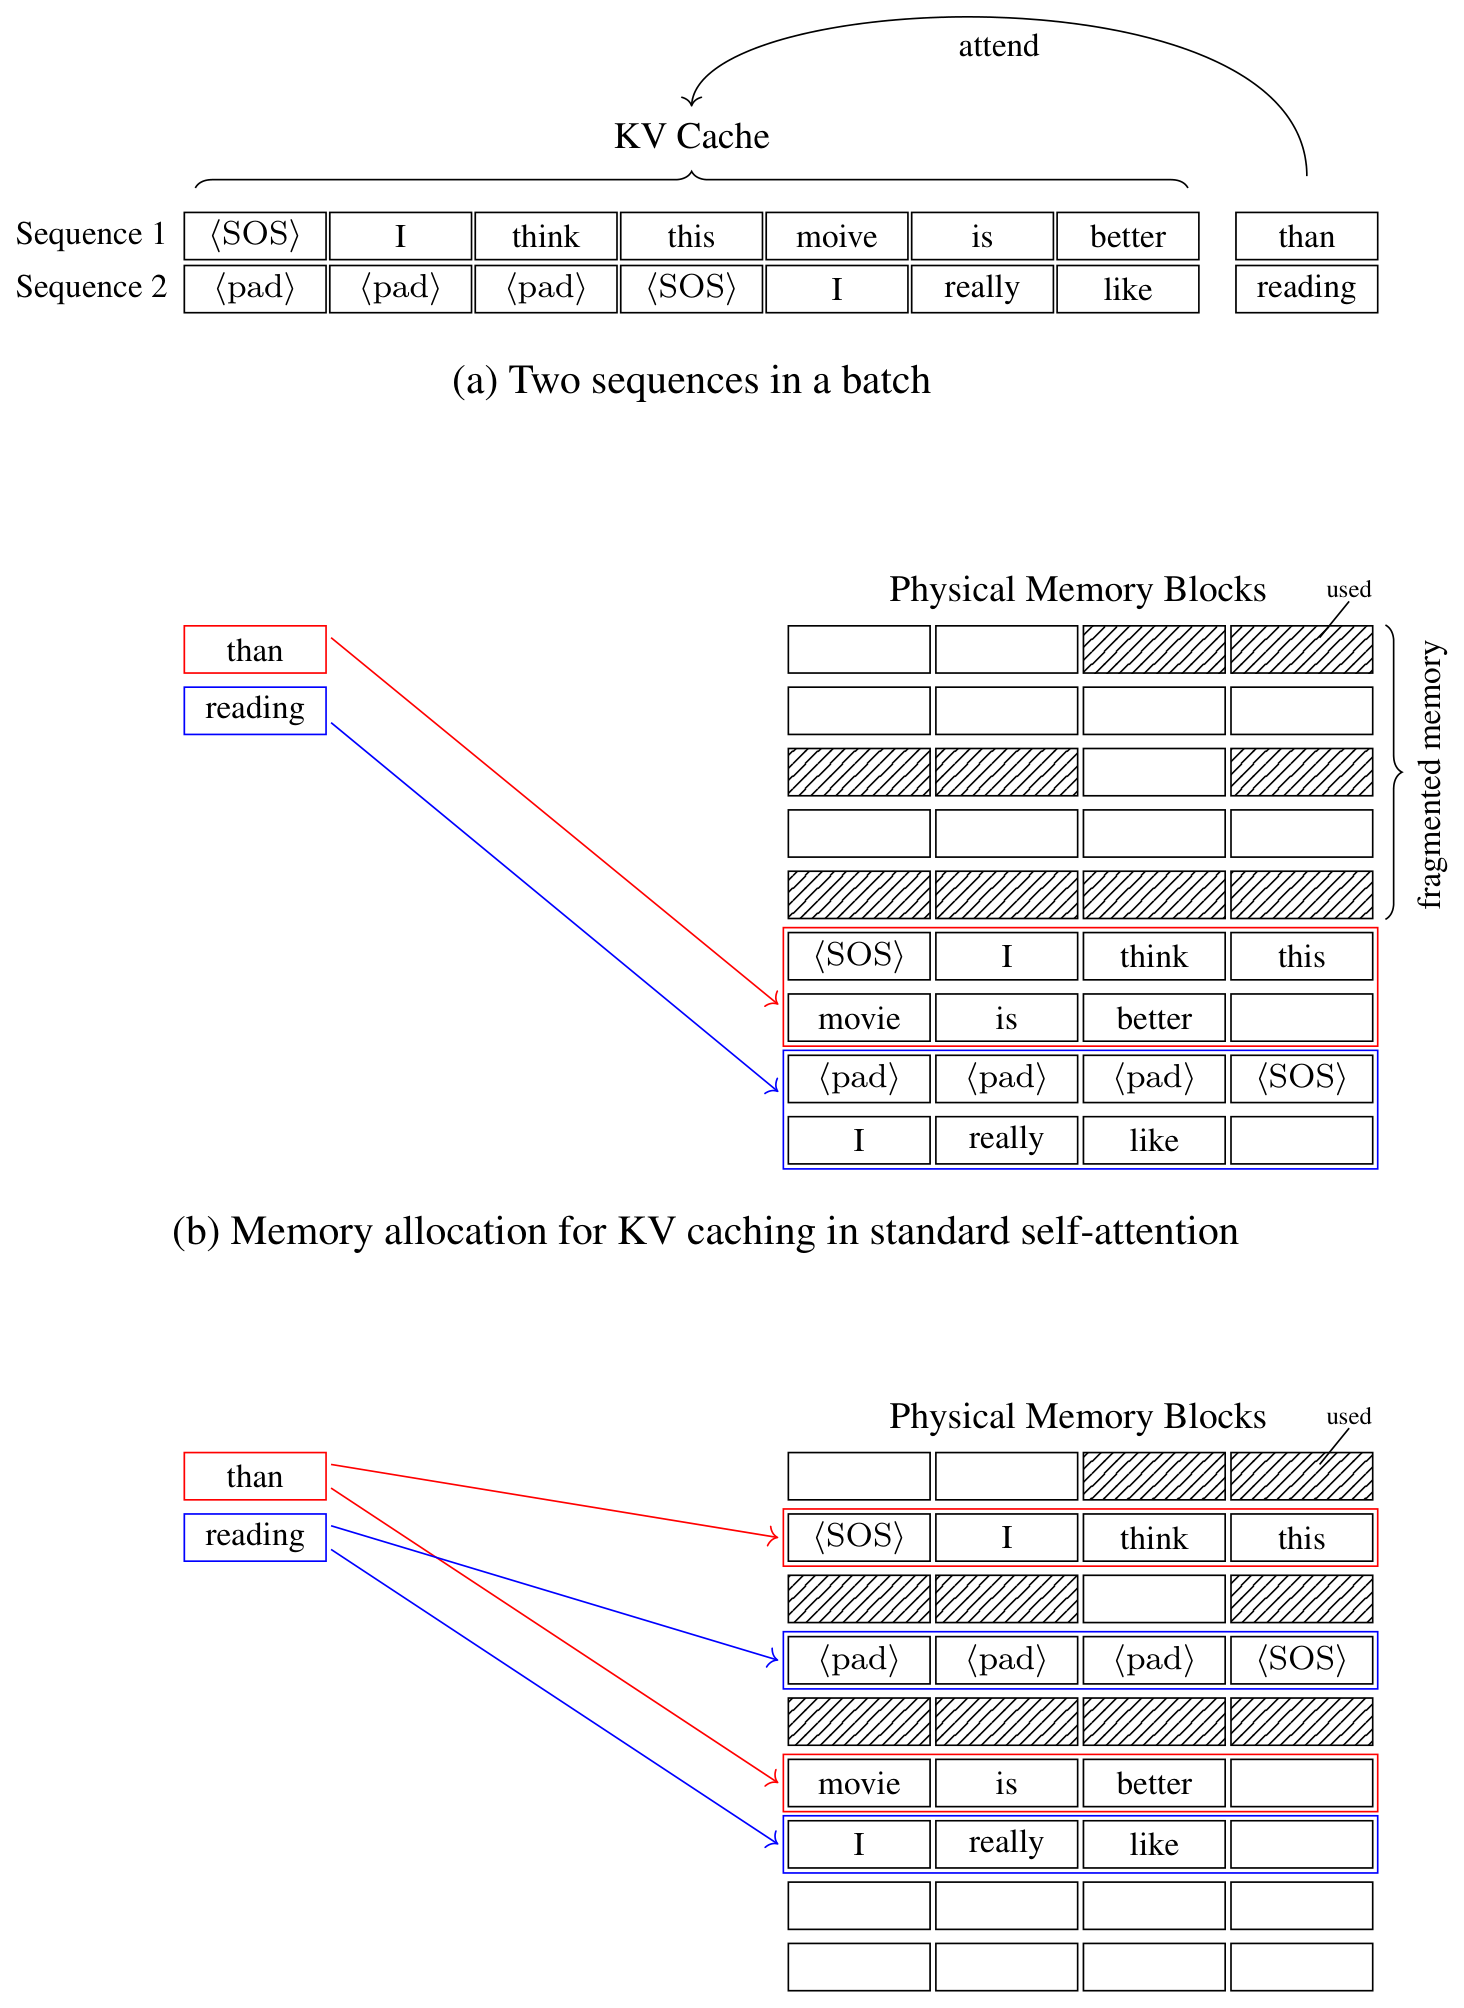 attend
KV Cache
Sequence 1 ⟨SOS⟩ I think this moive is better than
Sequence 2 ⟨pad⟩ ⟨pad⟩ ⟨pad⟩ ⟨SOS⟩ I really like reading
(a) Two sequences in a batch
Physical Memory Blocks
used
than
reading
fragmented memory
⟨SOS⟩ I think this
movie is better
⟨pad⟩ ⟨pad⟩ ⟨pad⟩ ⟨SOS⟩
I really like
(b) Memory allocation for KV caching in standard self-attention
Physical Memory Blocks
used
than
reading
⟨SOS⟩ I think this
⟨pad⟩ ⟨pad⟩ ⟨pad⟩ ⟨SOS⟩
movie is better
I really like